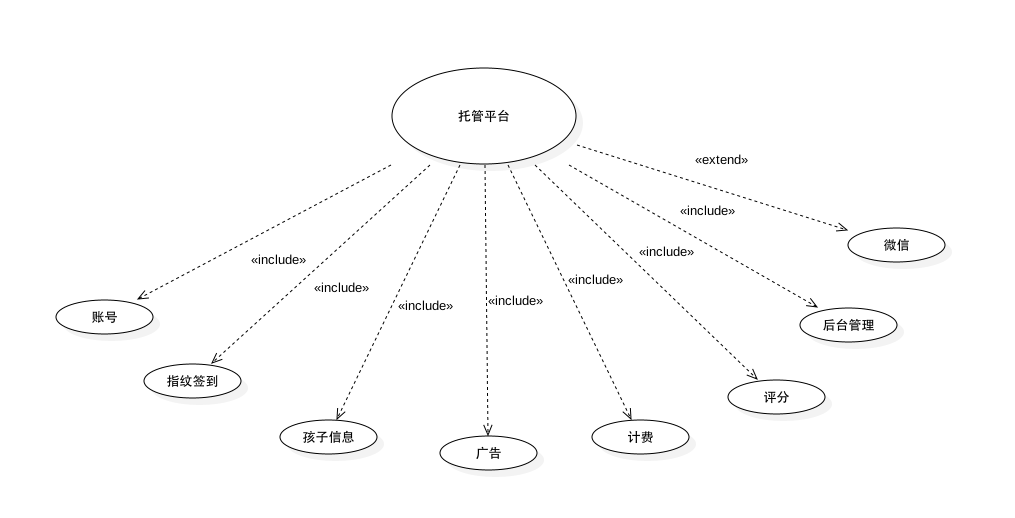 托管平台
«extend»
«include»
微信
«include»
«include»
«include»
«include»
«include»
«include»
账号
后台管理
指纹签到
评分
孩子信息
计费
广告